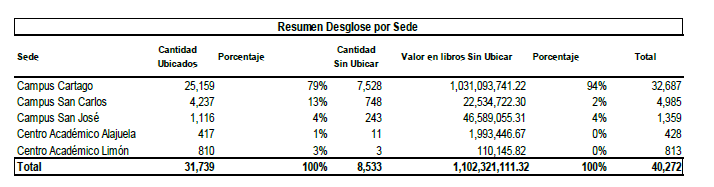 Resumen Desglose por Sede
Sede Cantidad Ubicados Porcentaje Cantidad Sin Ubicar Valor en libros Sin Ubicar Porcentaje Total
Campus Cartago 25,159 79% 7,528 1,031,093,741.22 94% 32,687
Campus San Carlos 4,237 13% 748 22,534,722.30 2% 4,985
Campus San José 1,116 4% 243 46,589,055.31 4% 1,359
Centro Académico Alajuela 417 1% 11 1,993,446.67 0% 428
Centro Académico Limón 810 3% 3 110,145.82 0% 813
Total 31,739 100% 8,533 1,102,321,111.32 100% 40,272